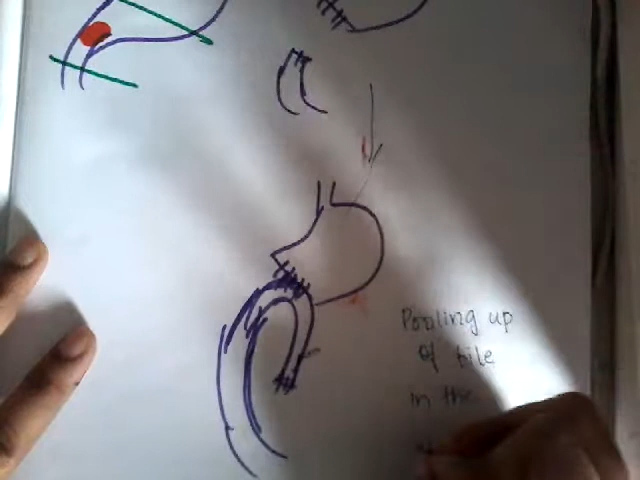 Pooling up
of bile
in the